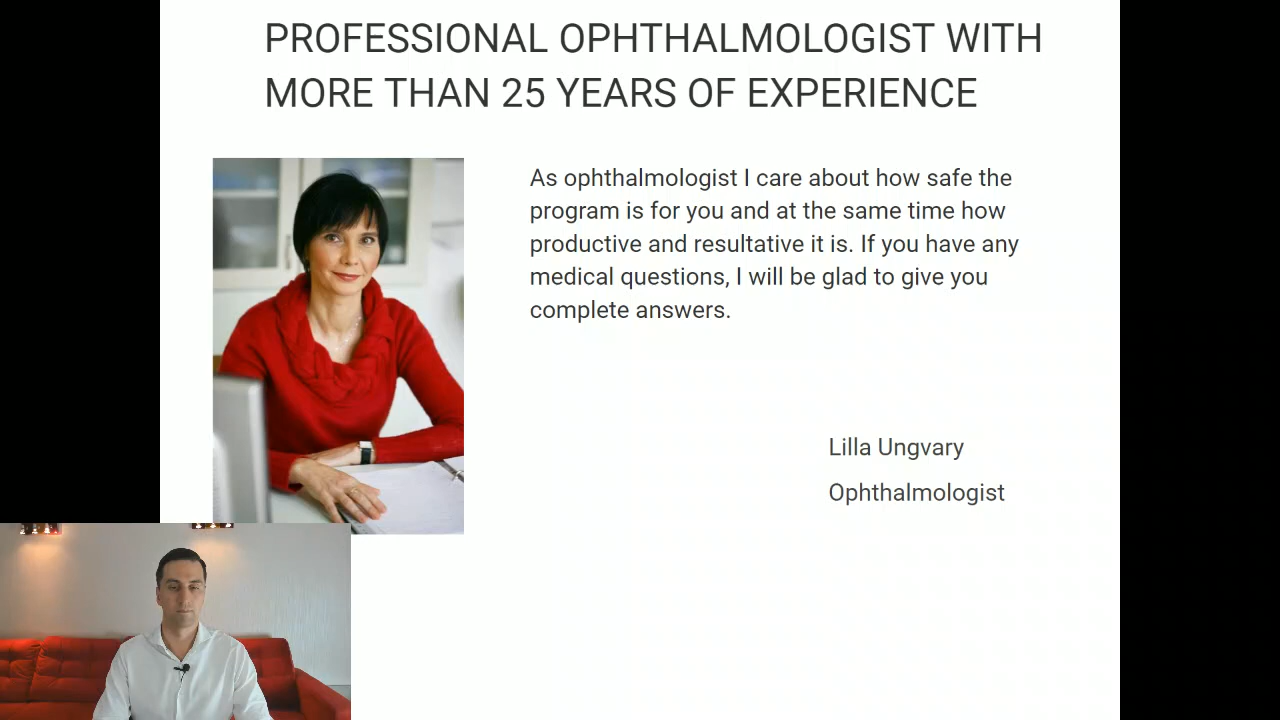 PROFESSIONAL OPHTHALMOLOGIST WITH
MORE THAN 25 YEARS OF EXPERIENCE
As ophthalmologist I care about how safe the
program is for you and at the same time how
productive and resultative it is. If you have any
medical questions, I will be glad to give you
complete answers.
Lilla Ungvary
Ophthalmologist